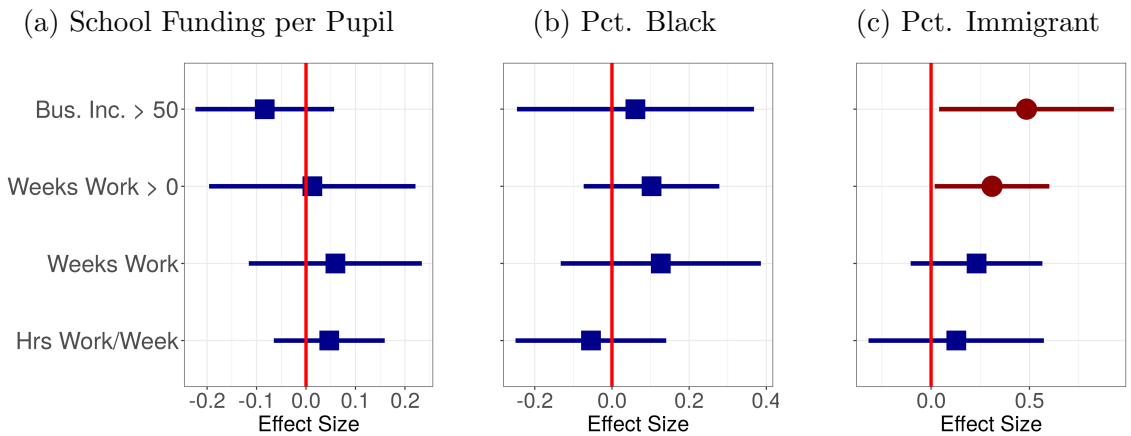 (a) School Funding per Pupil
(b) Pct. Black
(c) Pct. Immigrant
Bus. Inc. > 50
Weeks Work > 0
Weeks Work
Hrs Work/Week
-0.2 -0.1 0.0 0.1 0.2
Effect Size
-0.2 0.0 0.2 0.4
Effect Size
0.0 0.5
Effect Size